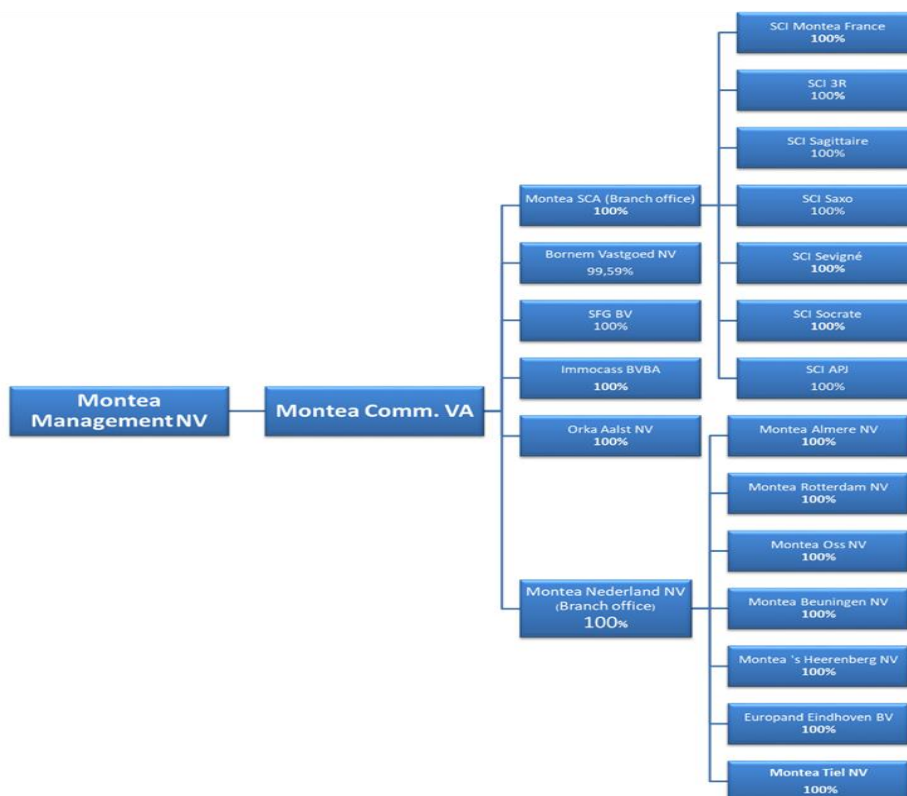 Montea
Management NV
Montea Comm. VA
Montea SCA (Branch office)
100%
Bornem Vastgoed NV
99,59%
SFG BV
100%
Immocass BVBA
100%
Orka Aalst NV
100%
Montea Nederland NV
(Branch office)
100%
SCI Montea France
100%
SCI 3R
100%
SCI Sagittaire
100%
SCI Saxo
100%
SCI Sevigné
100%
SCI Socrate
100%
SCI APJ
100%
Montea Almere NV
100%
Montea Rotterdam NV
100%
Montea Oss NV
100%
Montea Beuningen NV
100%
Montea 's Heerenberg NV
100%
Europand Eindhoven BV
100%
Montea Tiel NV
100%